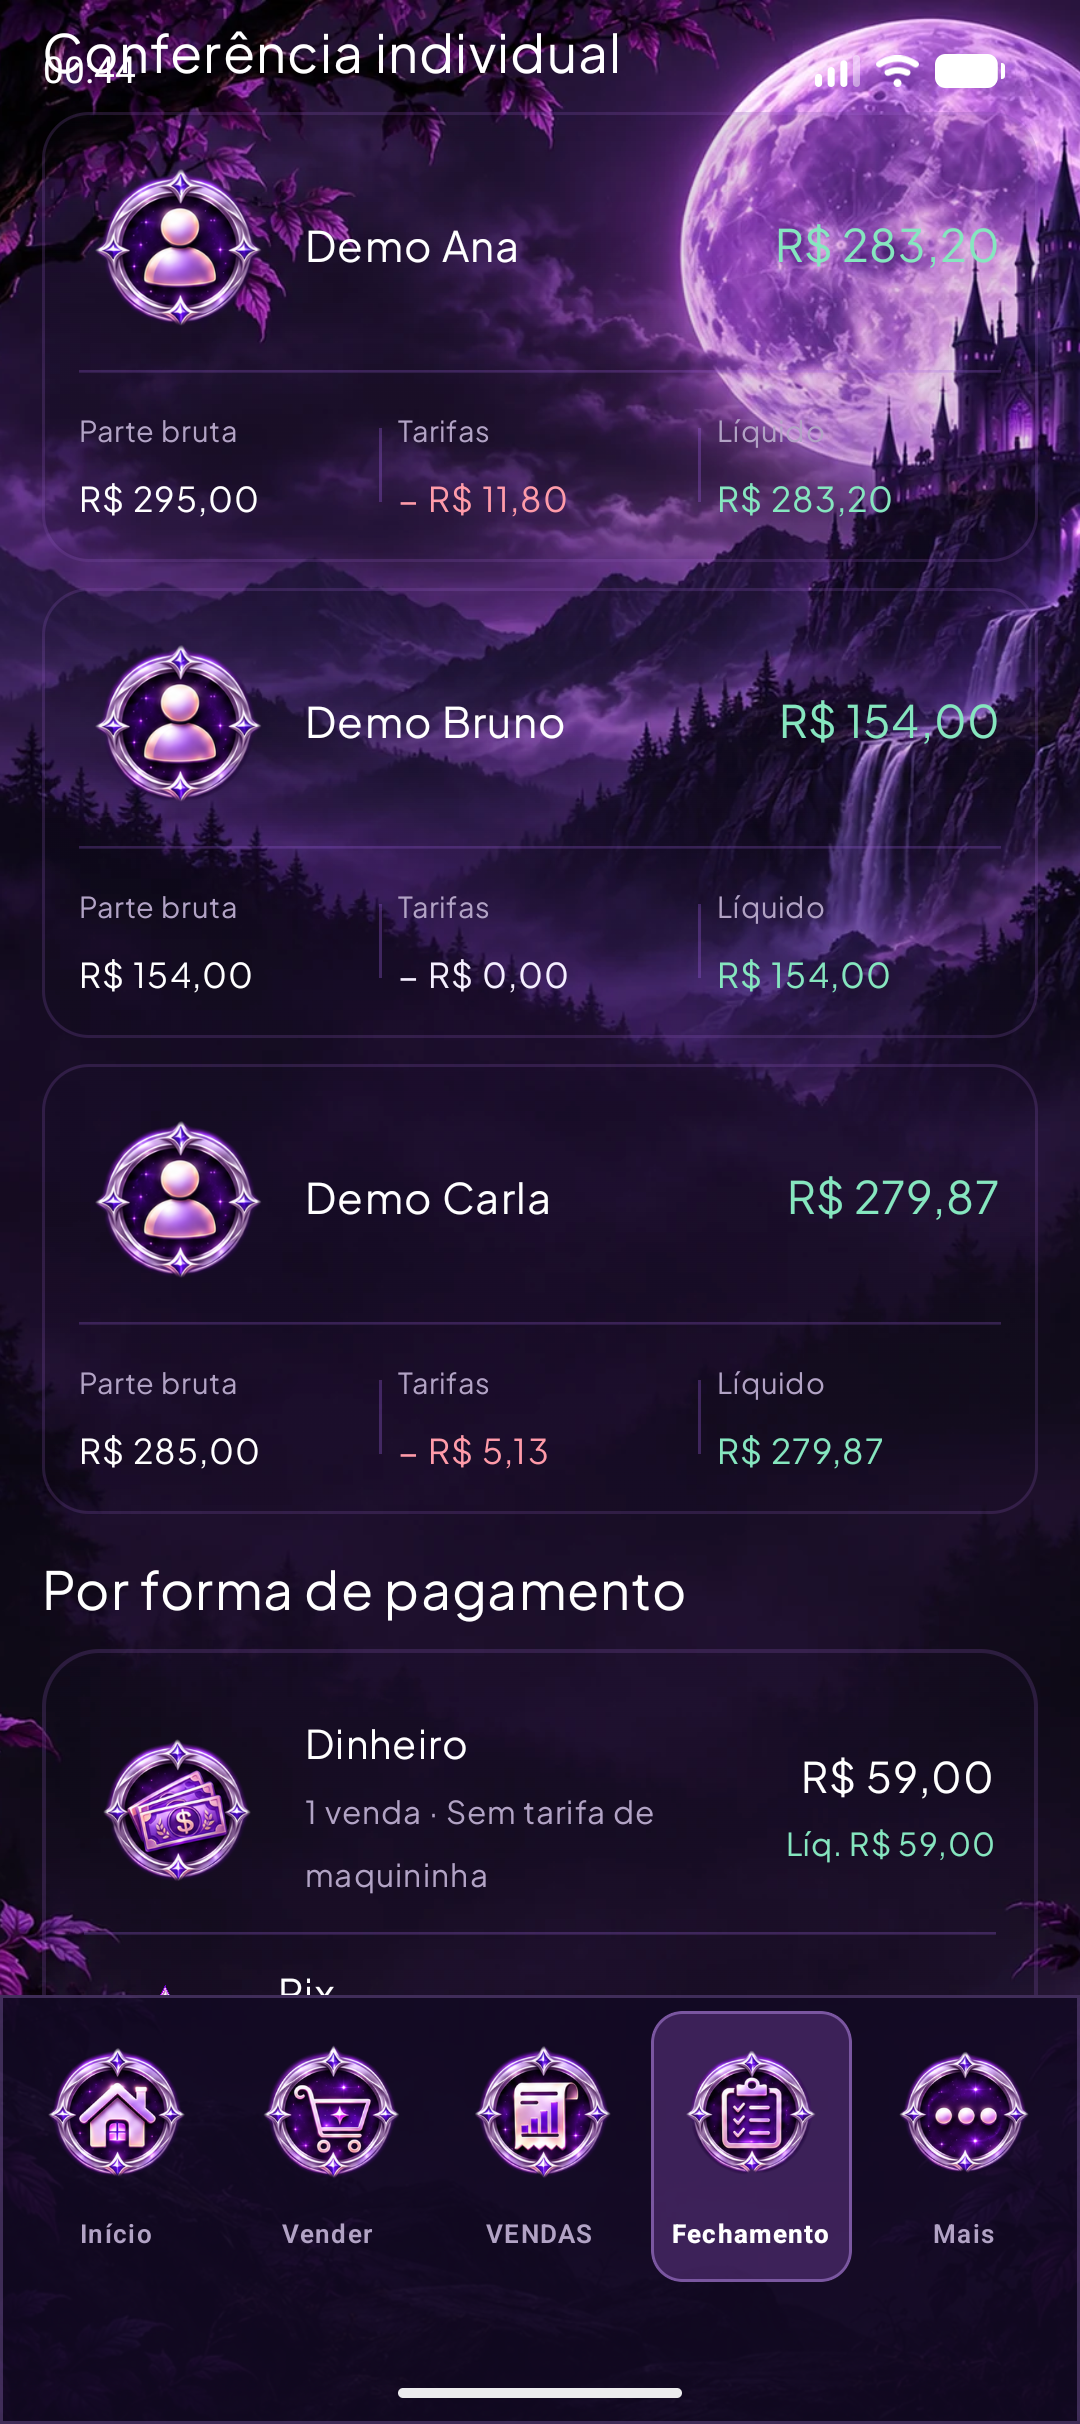 Conferência individual
00:44
Demo Ana
R$ 283,20
Parte bruta
Tarifas
Líquido
R$ 295,00
– R$ 11,80
R$ 283,20
Demo Bruno
R$ 154,00
Parte bruta
Tarifas
Líquido
R$ 154,00
– R$ 0,00
R$ 154,00
Demo Carla
R$ 279,87
Parte bruta
Tarifas
Líquido
R$ 285,00
– R$ 5,13
R$ 279,87
Por forma de pagamento
Dinheiro
R$ 59,00
1 venda · Sem tarifa de
maquininha
Líq. R$ 59,00
Pix
Início
Vender
VENDAS
Fechamento
Mais